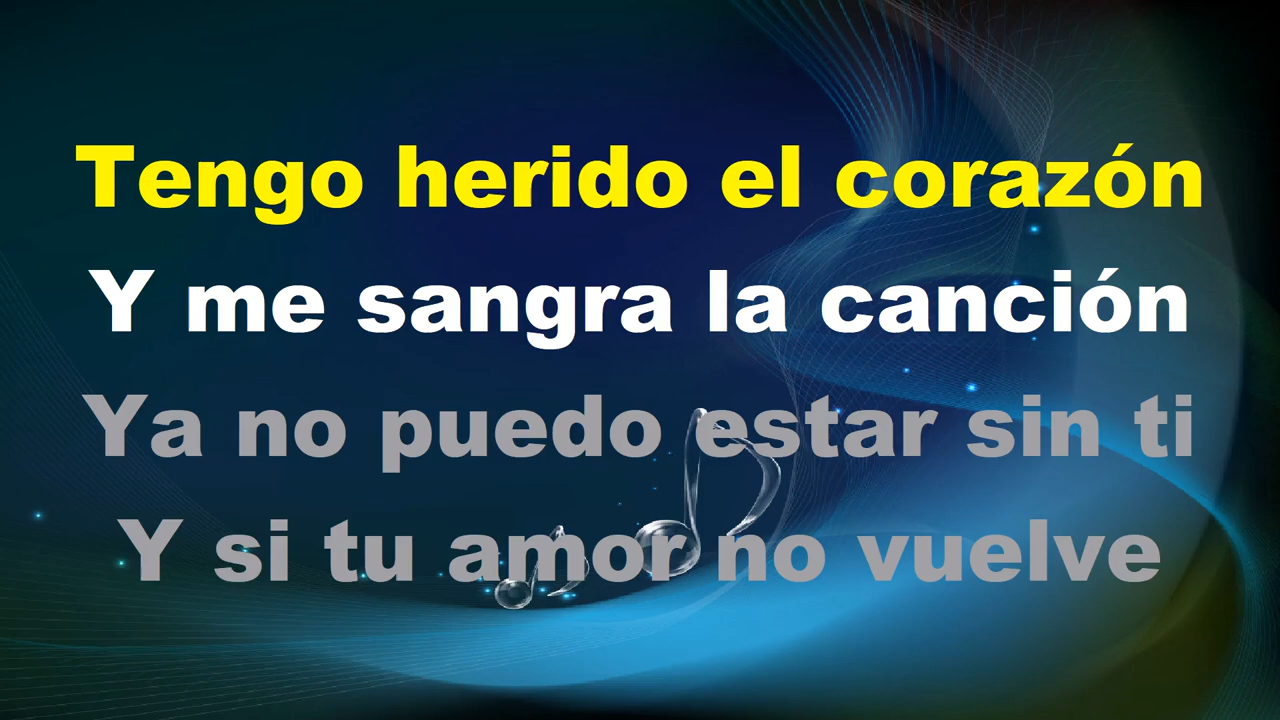 Tengo herido el corazón
Y me sangra la canción
Ya no puedo estar sin ti
Y si tu amor no vuelve